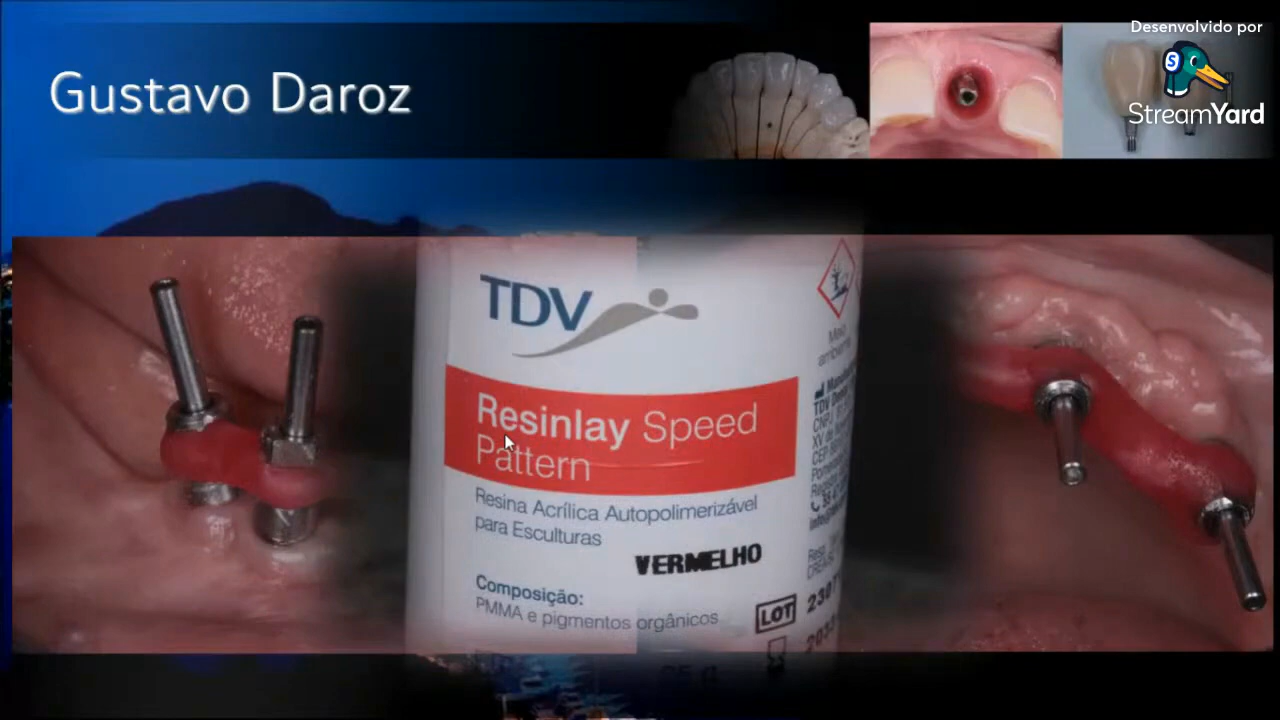 Gustavo Daroz
Desenvolvido por
StreamYard
TDV
Resinlay Speed
Pattern
Resina Acrílica Autopolimerizável
para Esculturas
VERMELHO
Composição:
PMMA e pigmentos orgânicos
LOT